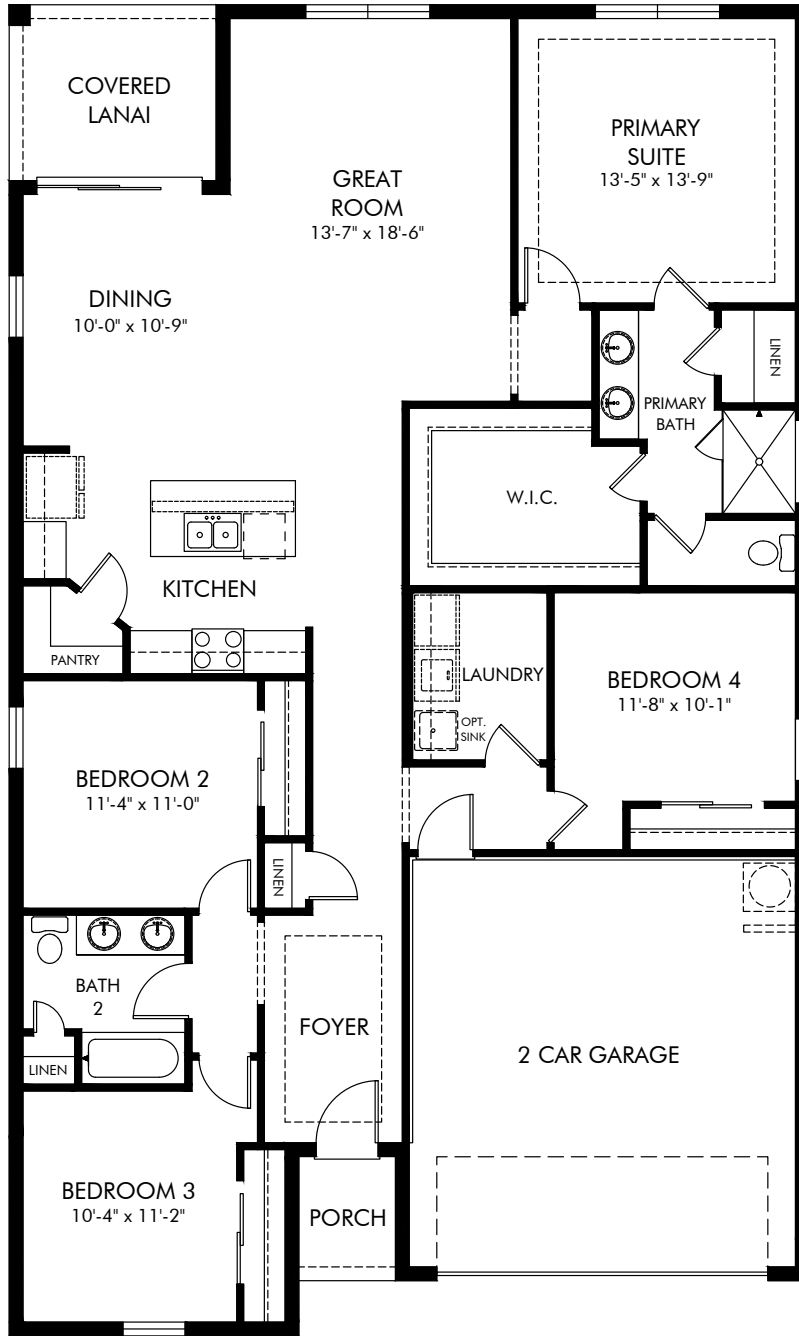 COVERED
LANAI
PRIMARY
SUITE
13'-5" x 13'-9"
GREAT
ROOM
13'-7" x 18'-6"
DINING
10'-0" x 10'-9"
LINEN
PRIMARY
BATH
W.I.C.
KITCHEN
PANTRY
LAUNDRY
OPT.
SINK
BEDROOM 4
11'-8" x 10'-1"
BEDROOM 2
11'-4" x 11'-0"
LINEN
BATH
2
LINEN
FOYER
2 CAR GARAGE
BEDROOM 3
10'-4" x 11'-2"
PORCH